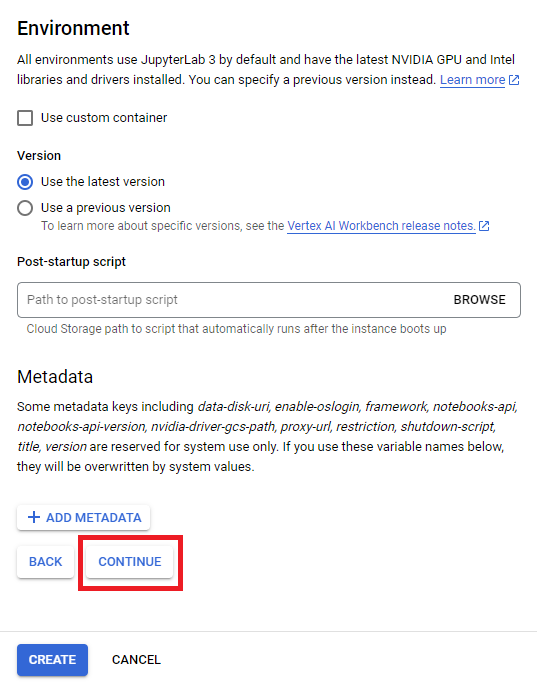 Environment
All environments use JupyterLab 3 by default and have the latest NVIDIA GPU and Intel
libraries and drivers installed. You can specify a previous version instead. Learn more
Use custom container
Version
Use the latest version
Use a previous version
To learn more about specific versions, see the Vertex AI Workbench release notes.
Post-startup script
Path to post-startup script BROWSE
Cloud Storage path to script that automatically runs after the instance boots up
Metadata
Some metadata keys including data-disk-uri, enable-oslogin, framework, notebooks-api,
notebooks-api-version, nvidia-driver-gcs-path, proxy-url, restriction, shutdown-script,
title, version are reserved for system use only. If you use these variable names below,
they will be overwritten by system values.
+ ADD METADATA
BACK CONTINUE
CREATE CANCEL